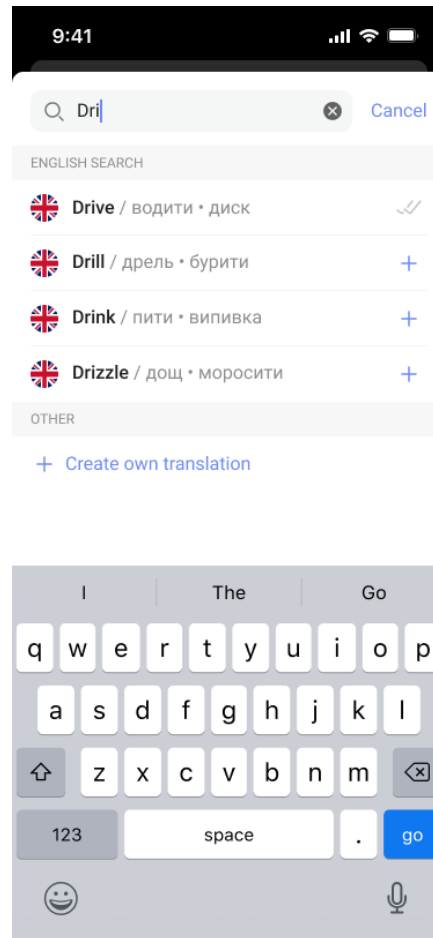 9:41
Dri Cancel
ENGLISH SEARCH
Drive / водити • диск
Drill / дрель • бурити
Drink / пити • випивка
Drizzle / дощ • моросити
OTHER
+ Create own translation
I The Go
q w e r t y u i o p
a s d f g h j k l
z x c v b n m
123 space . go